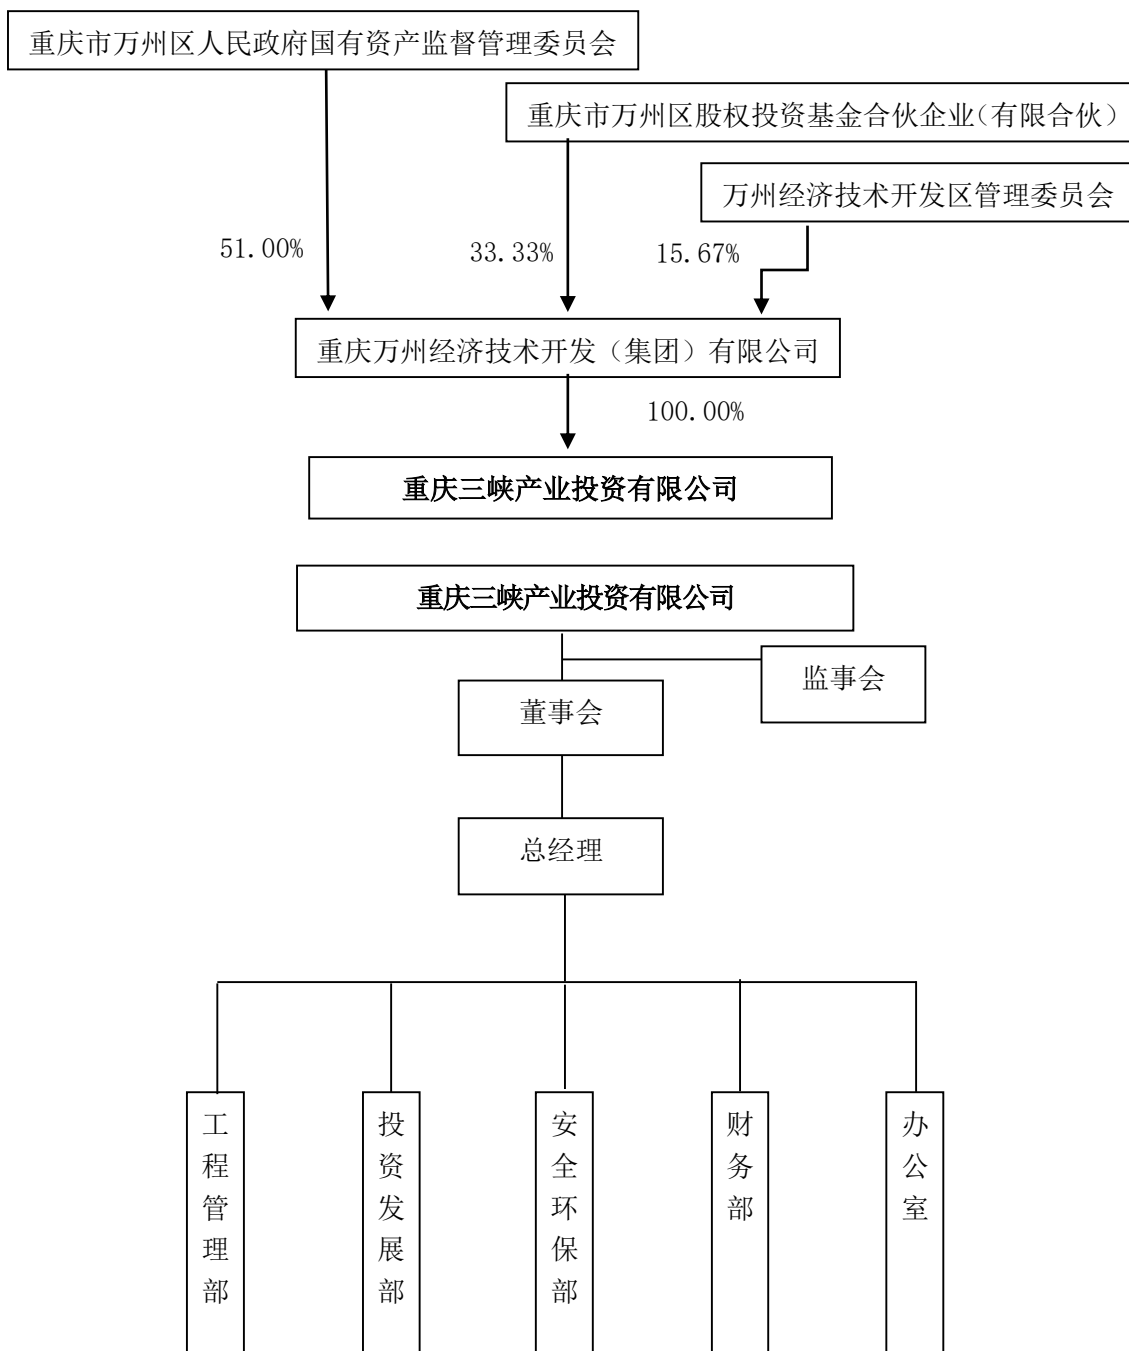 重庆市万州区人民政府国有资产监督管理委员会
重庆市万州区股权投资基金合伙企业（有限合伙）
万州经济技术开发区管理委员会
51.00%
33.33%
15.67%
重庆万州经济技术开发（集团）有限公司
100.00%
重庆三峡产业投资有限公司
重庆三峡产业投资有限公司
监事会
董事会
总经理
工程管理部
投资发展部
安全环保部
财务部
办公室